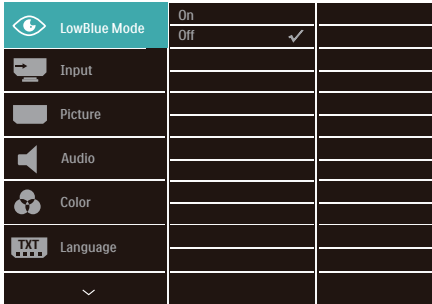 LowBlue Mode
On
Off
Input
Picture
Audio
Color
TXT
Language